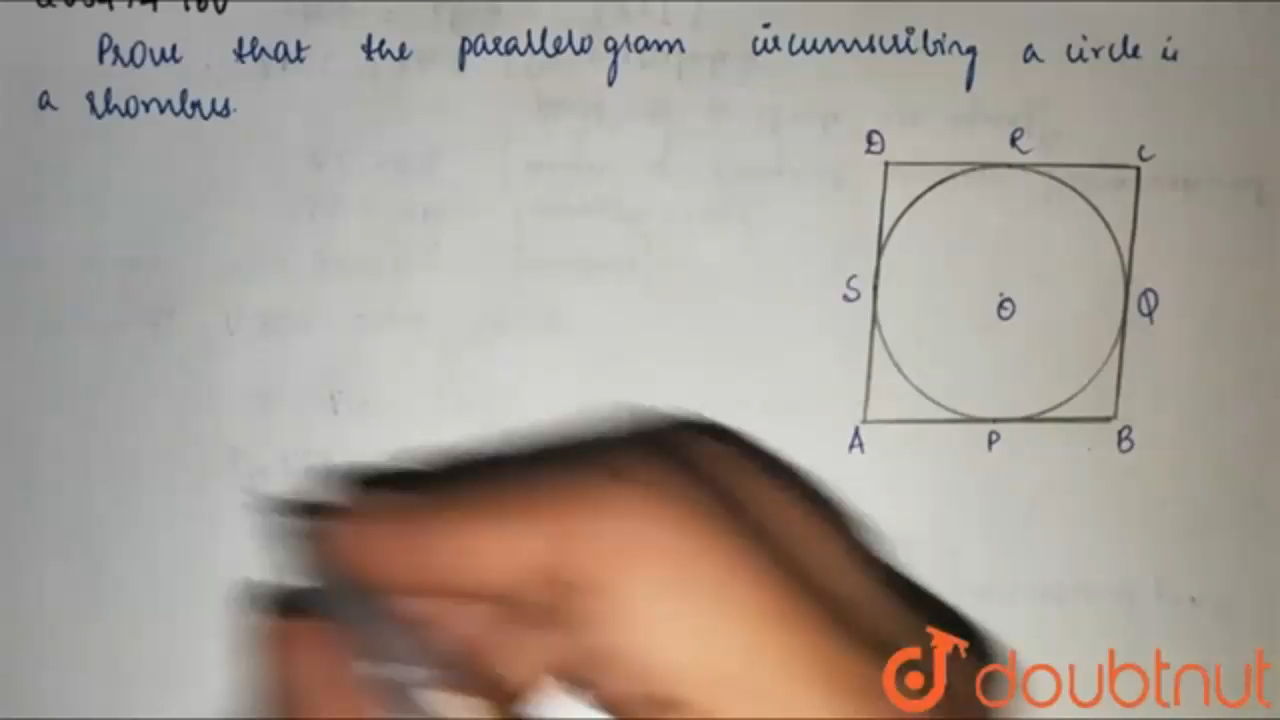 Prove that the parallelogram circumscribing a circle is
a rhombus.
D R C
S O Q
A P B
doubtnut